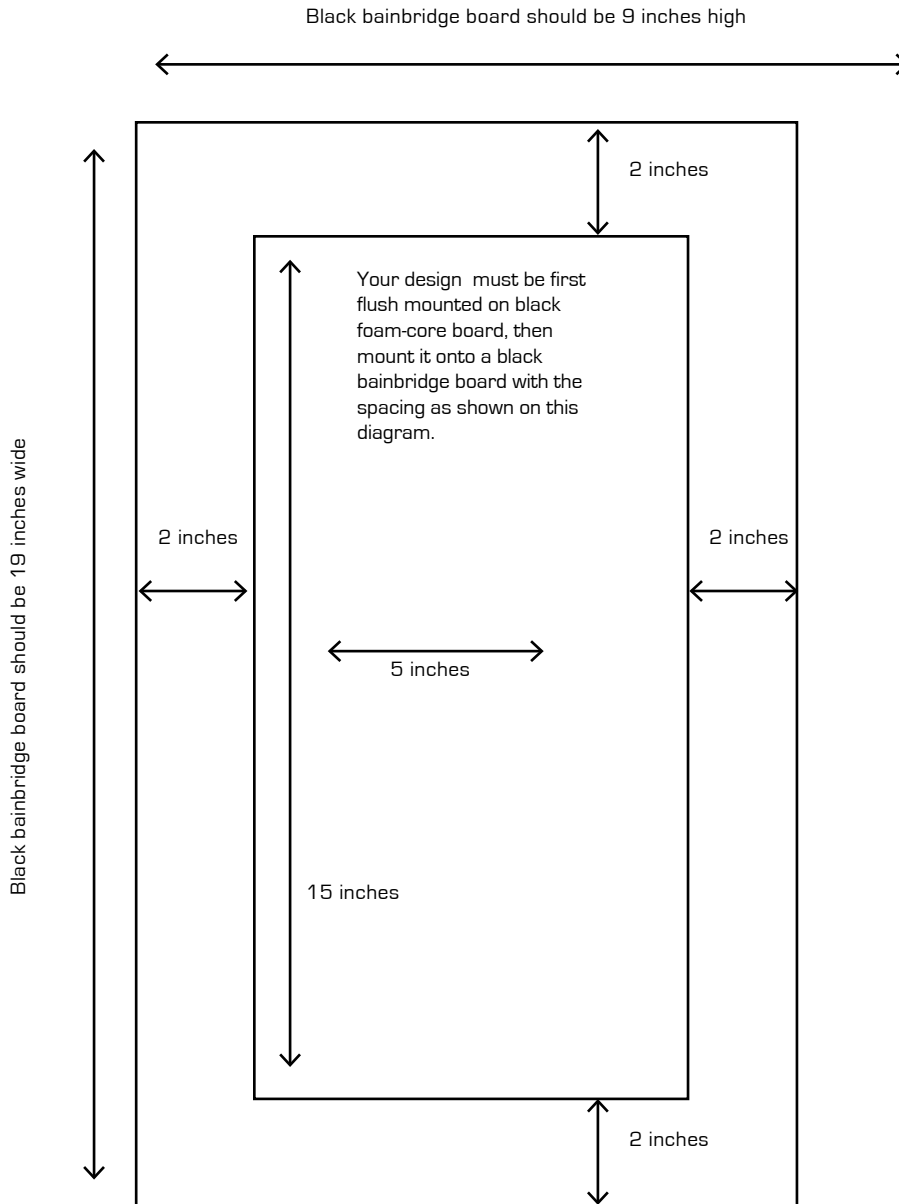 Black bainbridge board should be 9 inches high
2 inches
Your design  must be first
flush mounted on black
foam-core board, then
mount it onto a black
bainbridge board with the
spacing as shown on this
diagram.
Black bainbridge board should be 19 inches wide
2 inches
2 inches
5 inches
15 inches
2 inches